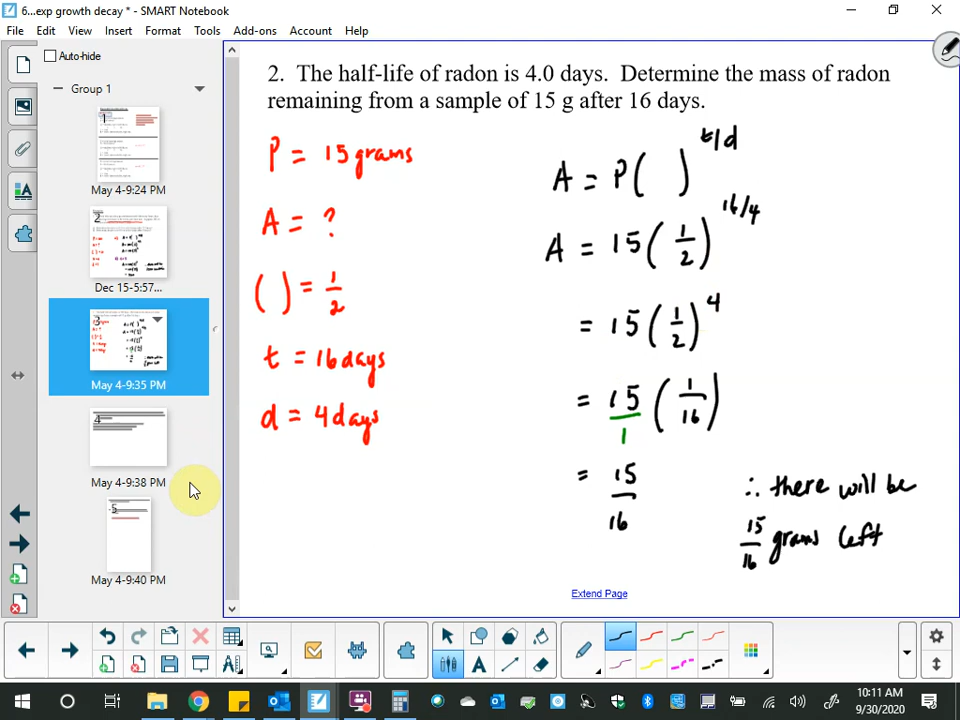 6...exp growth decay * - SMART Notebook
File Edit View Insert Format Tools Add-ons Account Help
Auto-hide
Group 1
1
May 4-9:24 PM
2
Dec 15-5:57...
3
May 4-9:35 PM
4
May 4-9:38 PM
5
May 4-9:40 PM
2. The half-life of radon is 4.0 days. Determine the mass of radon
remaining from a sample of 15 g after 16 days.
P = 15 grams
A = ?
( ) = 1/2
t = 16 days
d = 4 days
A = P( )^t/d
A = 15(1/2)^16/4
= 15(1/2)^4
= 15/1 (1/16)
= 15/16
∴ there will be
15/16 grams left
Extend Page
10:11 AM
9/30/2020